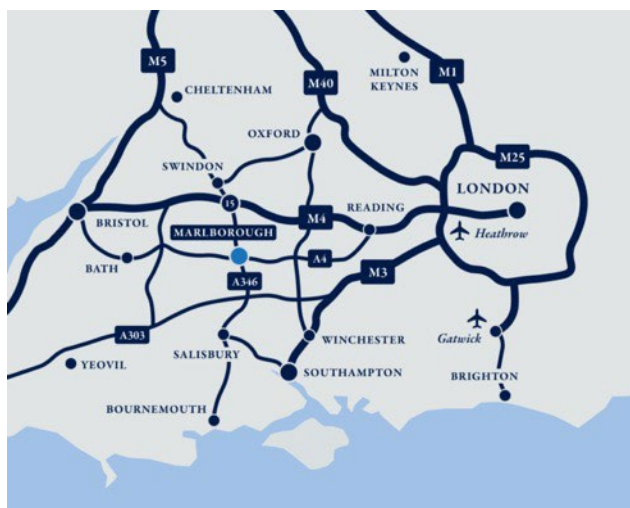 M5
M40
M1
CHELTENHAM
MILTON
KEYNES
OXFORD
M25
SWINDON
LONDON
15
READING
BRISTOL
M4
MARLBOROUGH
Heathrow
BATH
A4
M3
A346
A303
SALISBURY
WINCHESTER
Gatwick
YEOVIL
SOUTHAMPTON
BRIGHTON
BOURNEMOUTH